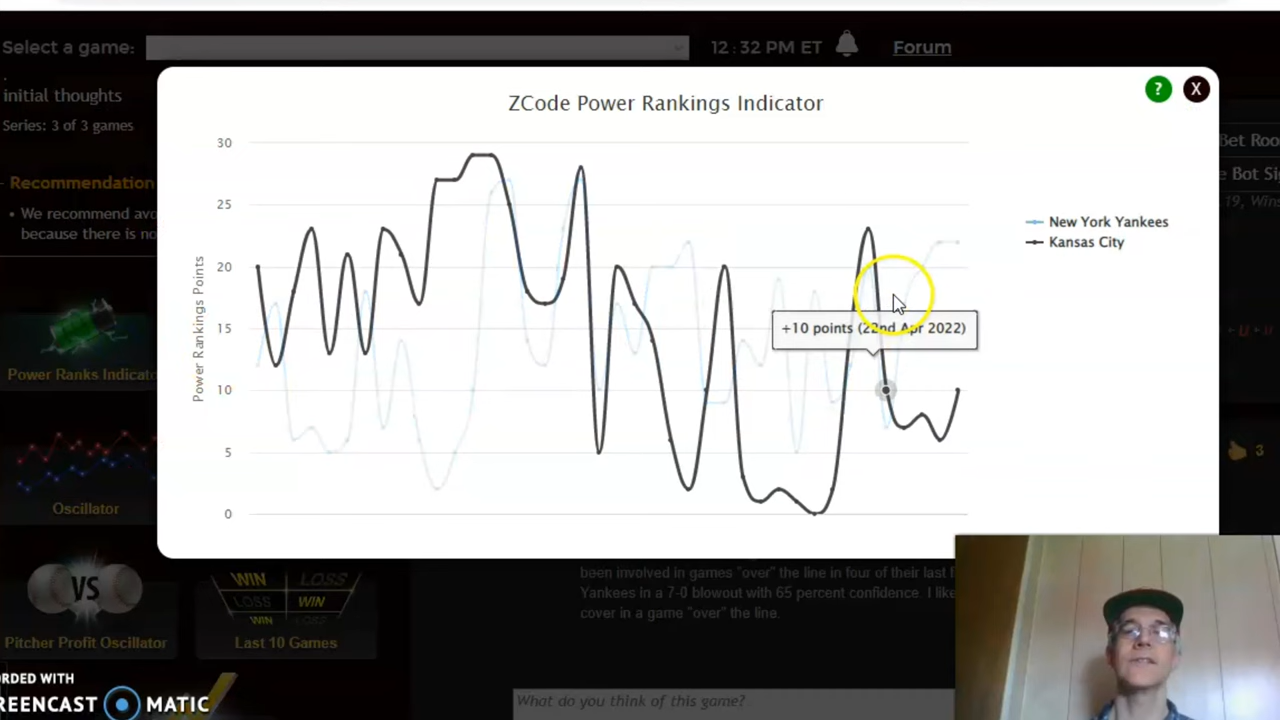 Select a game:
12:32 PM ET
Forum
initial thoughts
Series: 3 of 3 games
Recommendation
• We recommend avo
because there is no
Power Ranks Indicato
Oscillator
VS
Pitcher Profit Oscillator
WIN LOSS
LOSS WIN
WIN LOSS
Last 10 Games
ZCode Power Rankings Indicator
?
X
Power Rankings Points
30
25
20
15
10
5
0
+10 points (22nd Apr 2022)
New York Yankees
Kansas City
Bet Roo
e Bot Si
19, Wins
3
been involved in games "over" the line in four of their last f
Yankees in a 7-0 blowout with 65 percent confidence. I like
cover in a game "over" the line.
What do you think of this game?
ORDED WITH
REENCAST MATIC